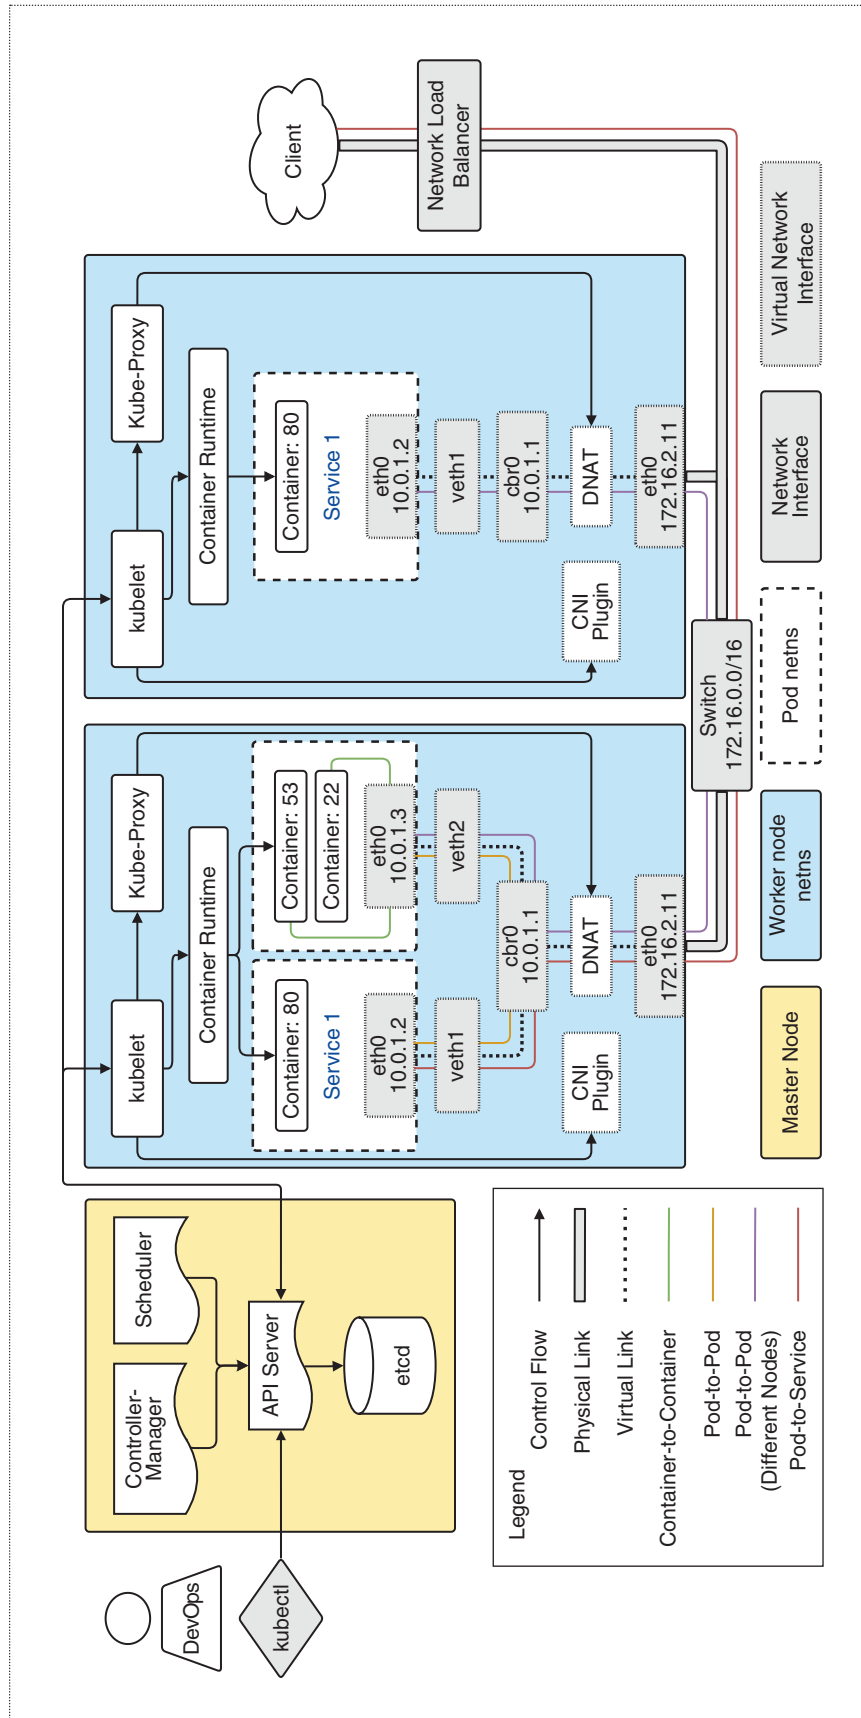 DevOps
kubectl
Controller-
Manager
Scheduler
API Server
etcd
kubelet
Kube-Proxy
Container Runtime
Container: 80
Service 1
eth0
10.0.1.2
veth1
Container: 53
Container: 22
eth0
10.0.1.3
veth2
cbr0
10.0.1.1
CNI
Plugin
DNAT
eth0
172.16.2.11
kubelet
Kube-Proxy
Container Runtime
Container: 80
Service 1
eth0
10.0.1.2
veth1
cbr0
10.0.1.1
CNI
Plugin
DNAT
eth0
172.16.2.11
Client
Network Load
Balancer
Switch
172.16.0.0/16
Legend
Control Flow
Physical Link
Virtual Link
Container-to-Container
Pod-to-Pod
Pod-to-Pod
(Different Nodes)
Pod-to-Service
Master Node
Worker node
netns
Pod netns
Network
Interface
Virtual Network
Interface